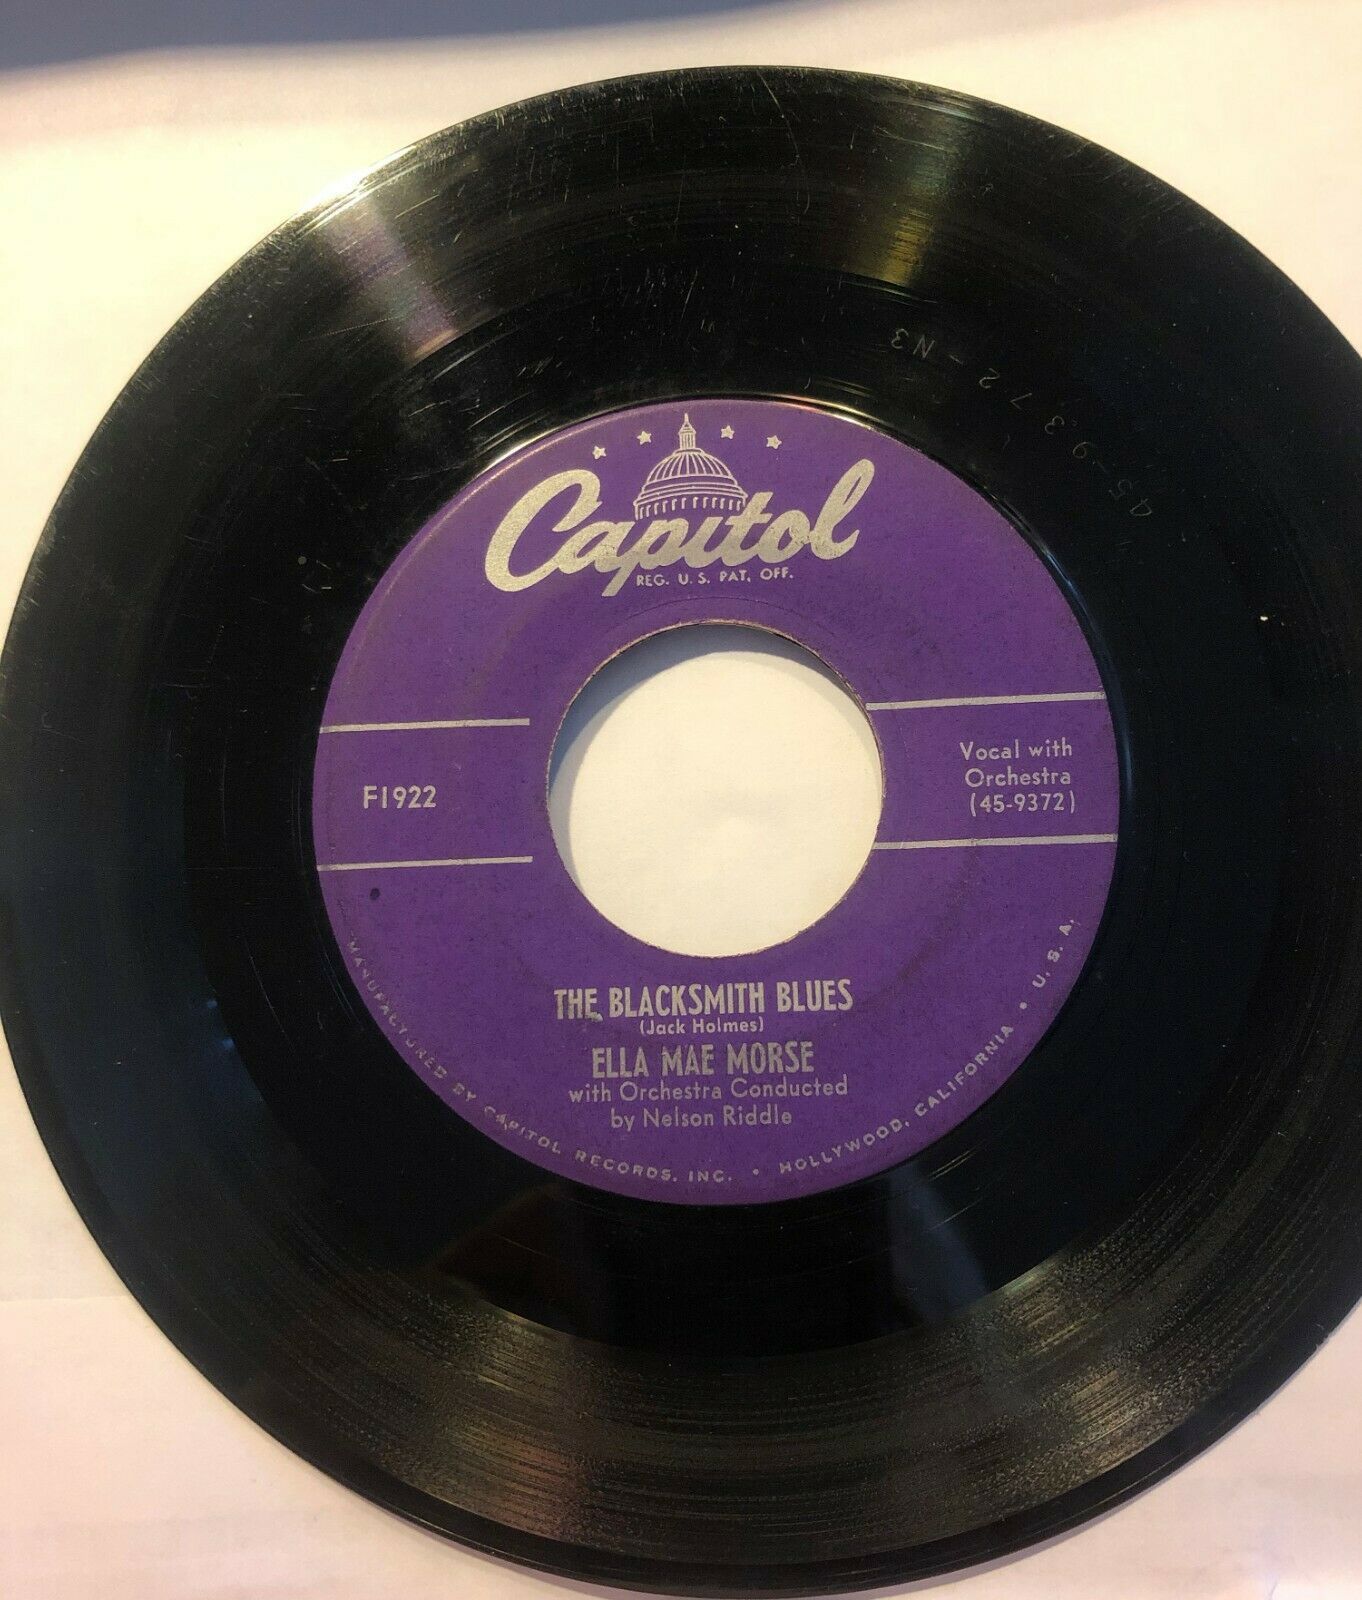 Capitol
REG. U.S. PAT. OFF.
F1922
Vocal with
Orchestra
(45-9372)
THE BLACKSMITH BLUES
(Jack Holmes)
ELLA MAE MORSE
with Orchestra Conducted
by Nelson Riddle
MANUFACTURED BY CAPITOL RECORDS, INC. • HOLLYWOOD, CALIFORNIA • U. S. A.
45-9372-N3